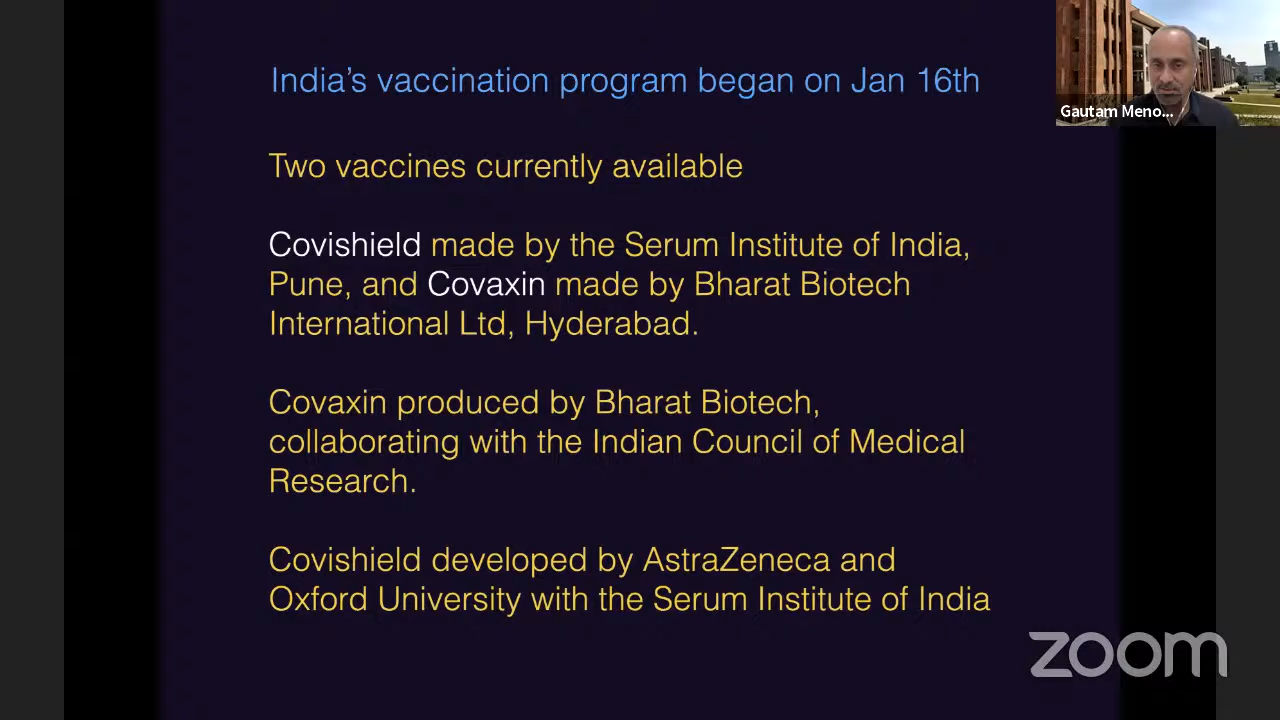 India's vaccination program began on Jan 16th
Gautam Meno...
Two vaccines currently available
Covishield made by the Serum Institute of India,
Pune, and Covaxin made by Bharat Biotech
International Ltd, Hyderabad.
Covaxin produced by Bharat Biotech,
collaborating with the Indian Council of Medical
Research.
Covishield developed by AstraZeneca and
Oxford University with the Serum Institute of India
zoom